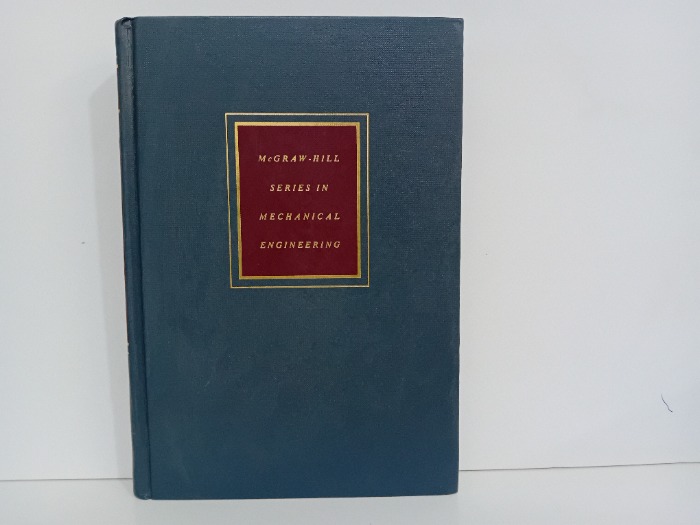 McGRAW-HILL
SERIES IN
MECHANICAL
ENGINEERING